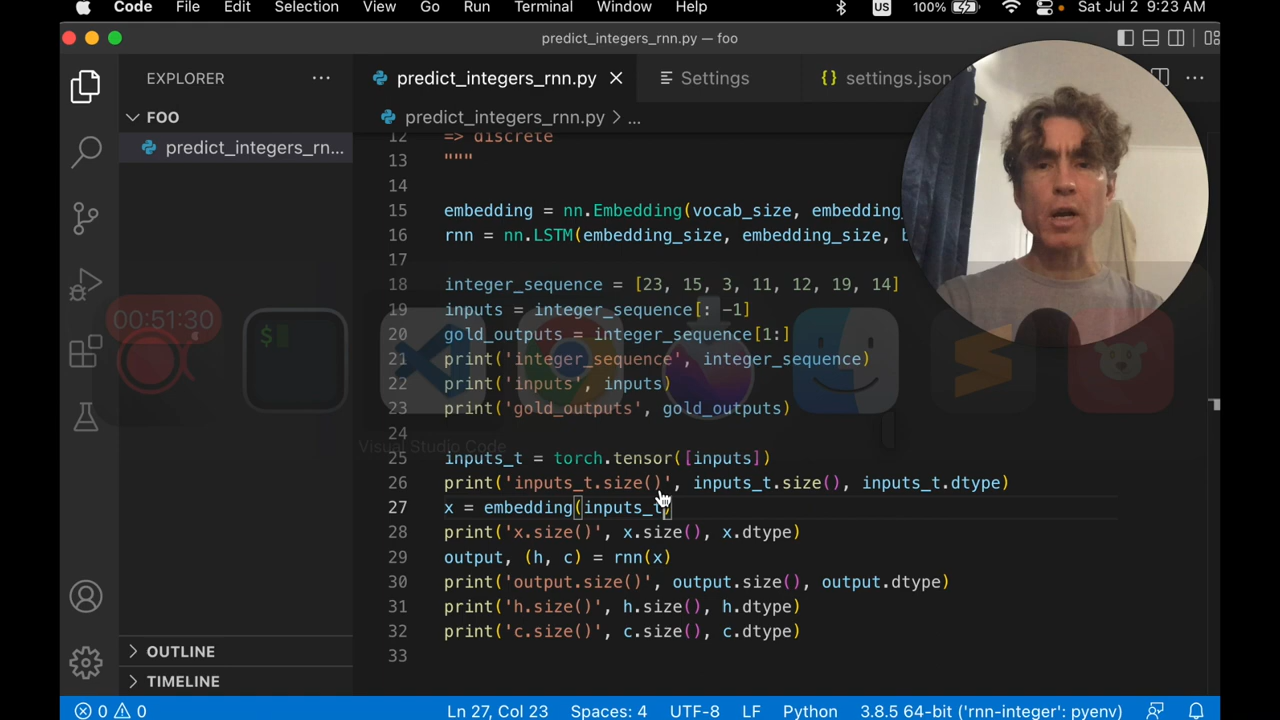 Code File Edit Selection View Go Run Terminal Window Help US 100% Sat Jul 2 9:23 AM
predict_integers_rnn.py — foo
EXPLORER
predict_integers_rnn.py Settings {} settings.json
FOO
predict_integers_rnn.py > ...
predict_integers_rn...
12 => discrete
13 """
14
15 embedding = nn.Embedding(vocab_size, embedding_
16 rnn = nn.LSTM(embedding_size, embedding_size, b
17
18 integer_sequence = [23, 15, 3, 11, 12, 19, 14]
19 inputs = integer_sequence[: -1]
20 gold_outputs = integer_sequence[1:]
21 print('integer_sequence', integer_sequence)
22 print('inputs', inputs)
23 print('gold_outputs', gold_outputs)
24
25 inputs_t = torch.tensor([inputs])
26 print('inputs_t.size()', inputs_t.size(), inputs_t.dtype)
27 x = embedding(inputs_t)
28 print('x.size()', x.size(), x.dtype)
29 output, (h, c) = rnn(x)
30 print('output.size()', output.size(), output.dtype)
31 print('h.size()', h.size(), h.dtype)
32 print('c.size()', c.size(), c.dtype)
33
00:51:30
$
Visual Studio Code
OUTLINE
TIMELINE
0 0 Ln 27, Col 23 Spaces: 4 UTF-8 LF Python 3.8.5 64-bit ('rnn-integer': pyenv)